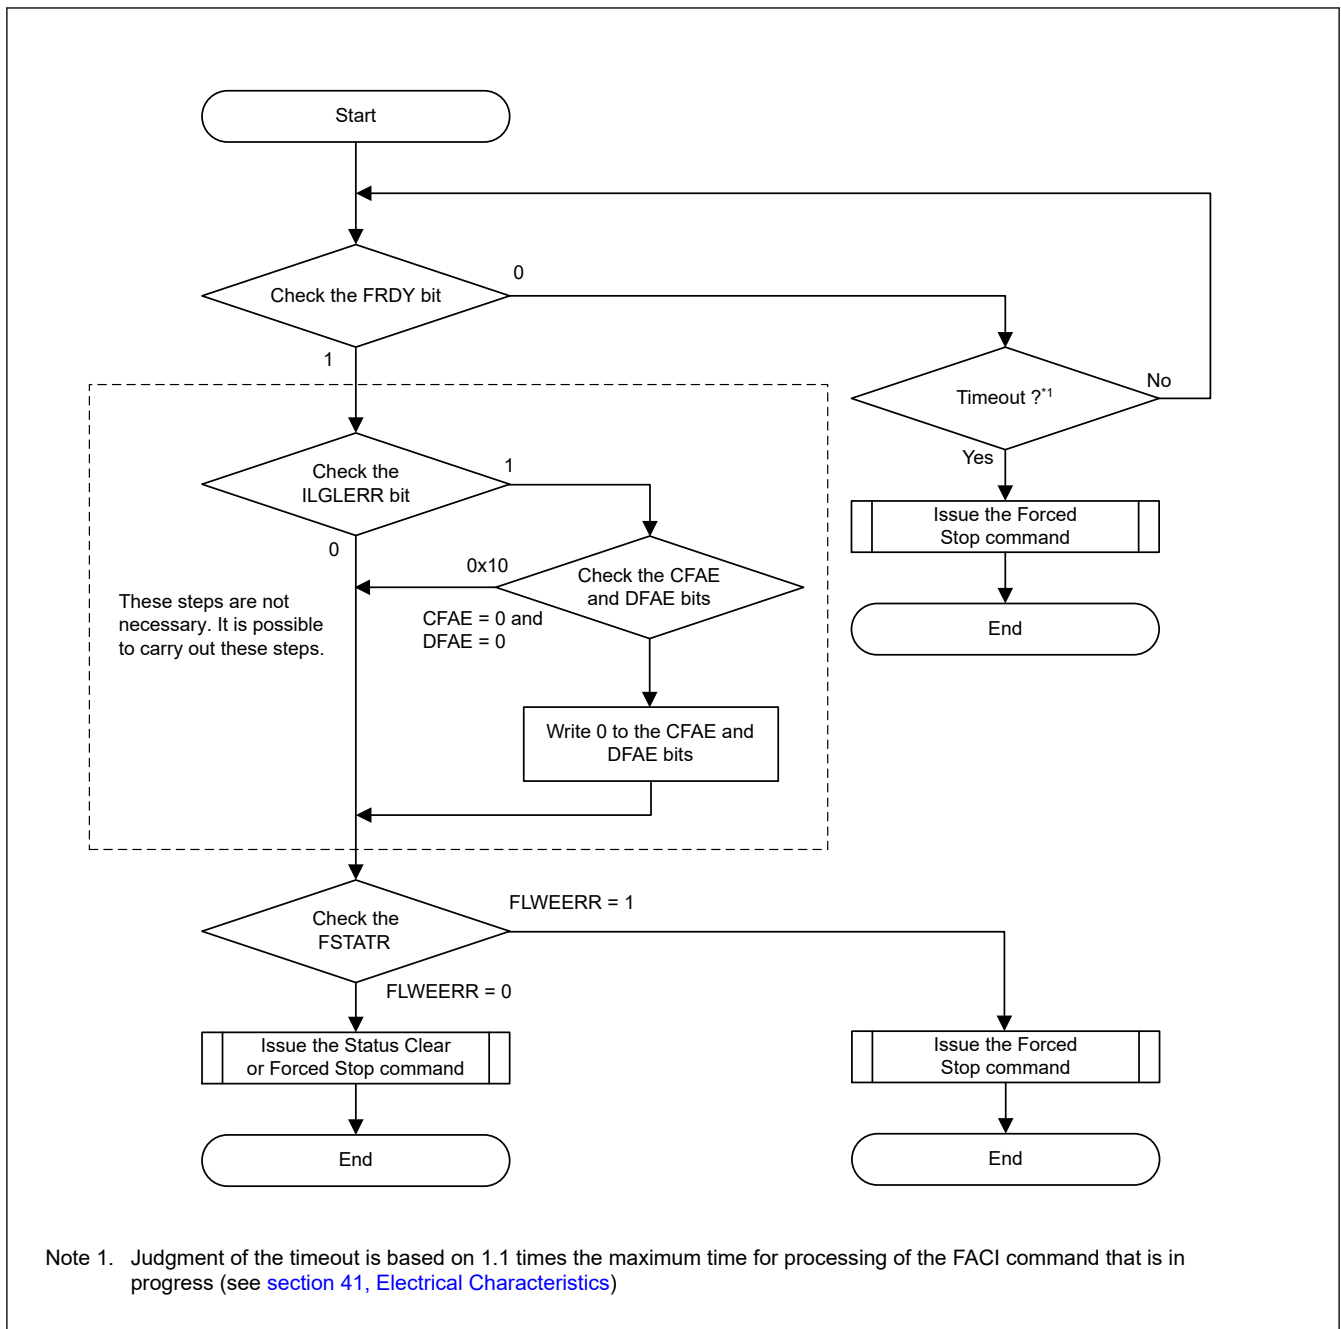 Start
Check the FRDY bit
0
1
Timeout ?*1
No
Yes
Issue the Forced
Stop command
End
Check the
ILGLERR bit
1
0
0x10
Check the CFAE
and DFAE bits
CFAE = 0 and
DFAE = 0
These steps are not
necessary. It is possible
to carry out these steps.
Write 0 to the CFAE and
DFAE bits
Check the
FSTATR
FLWEERR = 1
FLWEERR = 0
Issue the Status Clear
or Forced Stop command
End
Issue the Forced
Stop command
End
Note 1. Judgment of the timeout is based on 1.1 times the maximum time for processing of the FACI command that is in
progress (see section 41, Electrical Characteristics)